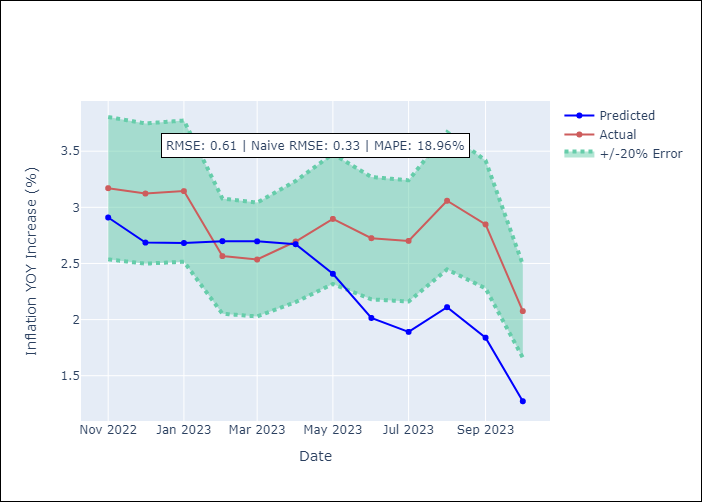 RMSE: 0.61 | Naive RMSE: 0.33 | MAPE: 18.96%
Predicted
Actual
+/-20% Error
Inflation YOY Increase (%)
3.5
3
2.5
2
1.5
Nov 2022
Jan 2023
Mar 2023
May 2023
Jul 2023
Sep 2023
Date